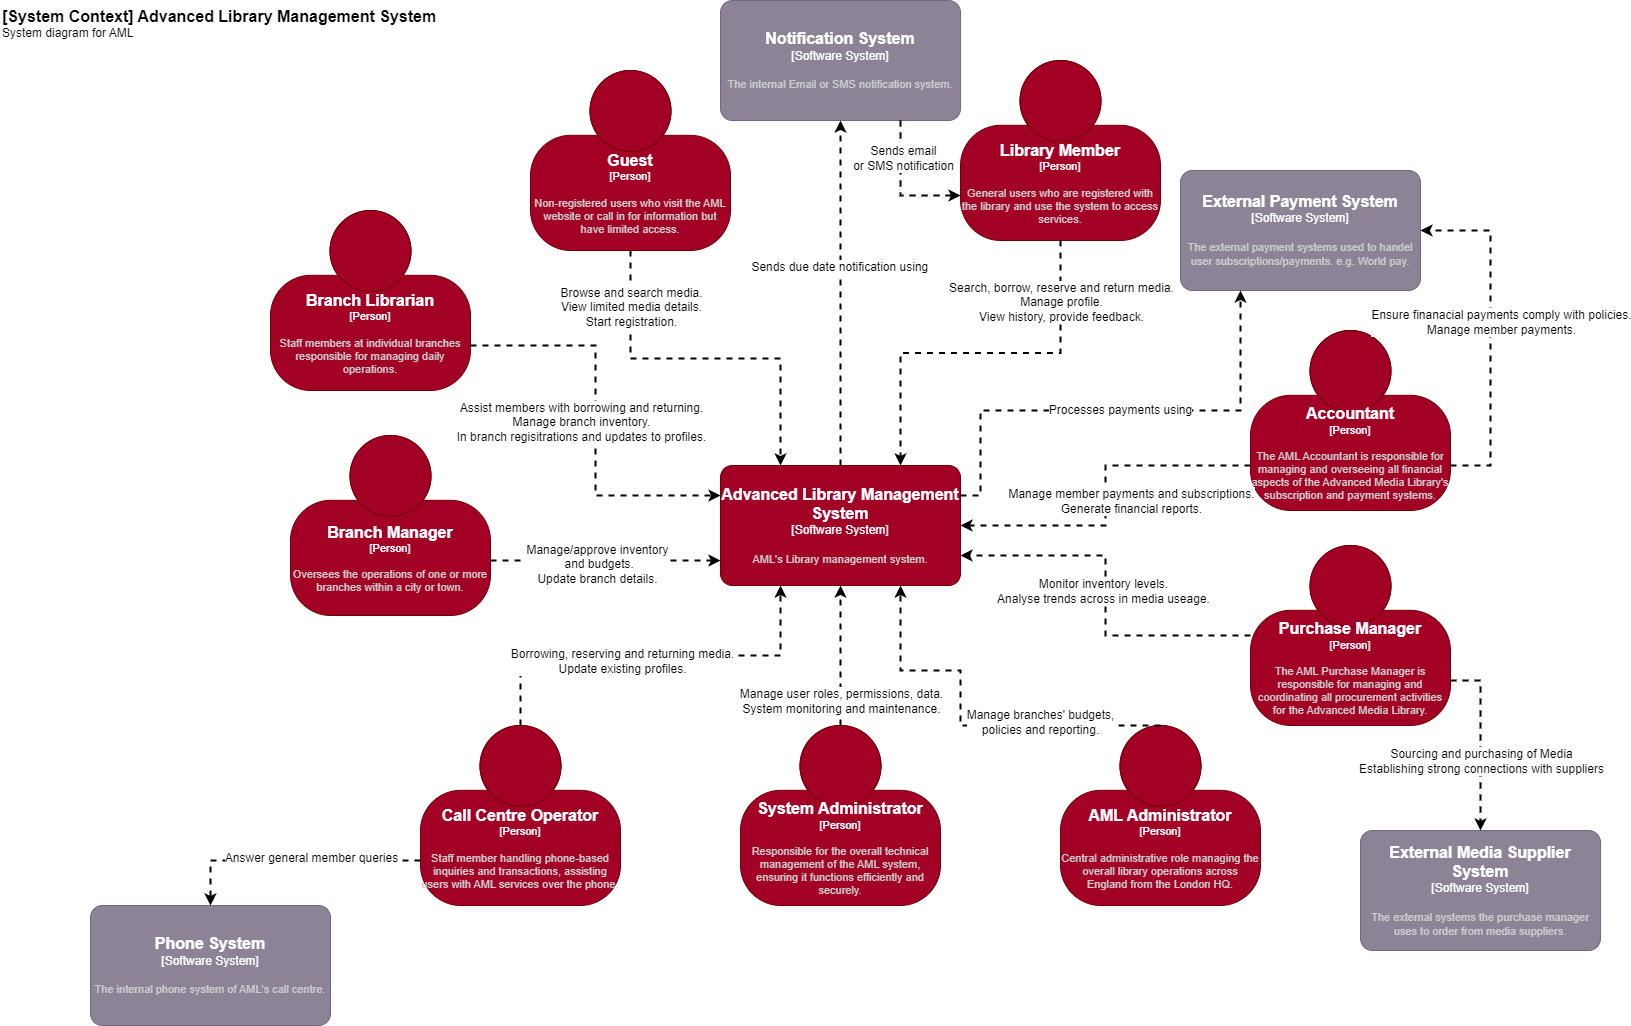 [System Context] Advanced Library Management System
System diagram for AML
Notification System
[Software System]
The internal Email or SMS notification system.
Guest
[Person]
Non-registered users who visit the AML
website or call in for information but
have limited access.
Sends email
or SMS notification
Library Member
[Person]
General users who are registered with
the library and use the system to access
services.
External Payment System
[Software System]
The external payment systems used to handel
user subscriptions/payments. e.g. World pay.
Branch Librarian
[Person]
Staff members at individual branches
responsible for managing daily
operations.
Browse and search media.
View limited media details.
Start registration.
Sends due date notification using
Search, borrow, reserve and return media.
Manage profile.
View history, provide feedback.
Ensure finanacial payments comply with policies.
Manage member payments.
Assist members with borrowing and returning.
Manage branch inventory.
In branch regisitrations and updates to profiles.
Processes payments using
Accountant
[Person]
The AML Accountant is responsible for
managing and overseeing all financial
aspects of the Advanced Media Library's
subscription and payment systems.
Branch Manager
[Person]
Oversees the operations of one or more
branches within a city or town.
Manage/approve inventory
and budgets.
Update branch details.
Advanced Library Management
System
[Software System]
AML's Library management system.
Manage member payments and subscriptions.
Generate financial reports.
Monitor inventory levels.
Analyse trends across in media useage.
Purchase Manager
[Person]
The AML Purchase Manager is
responsible for managing and
coordinating all procurement activities
for the Advanced Media Library.
Borrowing, reserving and returning media.
Update existing profiles.
Manage user roles, permissions, data.
System monitoring and maintenance.
Manage branches' budgets,
policies and reporting.
Sourcing and purchasing of Media
Establishing strong connections with suppliers
Call Centre Operator
[Person]
Staff member handling phone-based
inquiries and transactions, assisting
users with AML services over the phone.
System Administrator
[Person]
Responsible for the overall technical
management of the AML system,
ensuring it functions efficiently and
securely.
AML Administrator
[Person]
Central administrative role managing the
overall library operations across
England from the London HQ.
External Media Supplier
System
[Software System]
The external systems the purchase manager
uses to order from media suppliers.
Answer general member queries
Phone System
[Software System]
The internal phone system of AML's call centre.